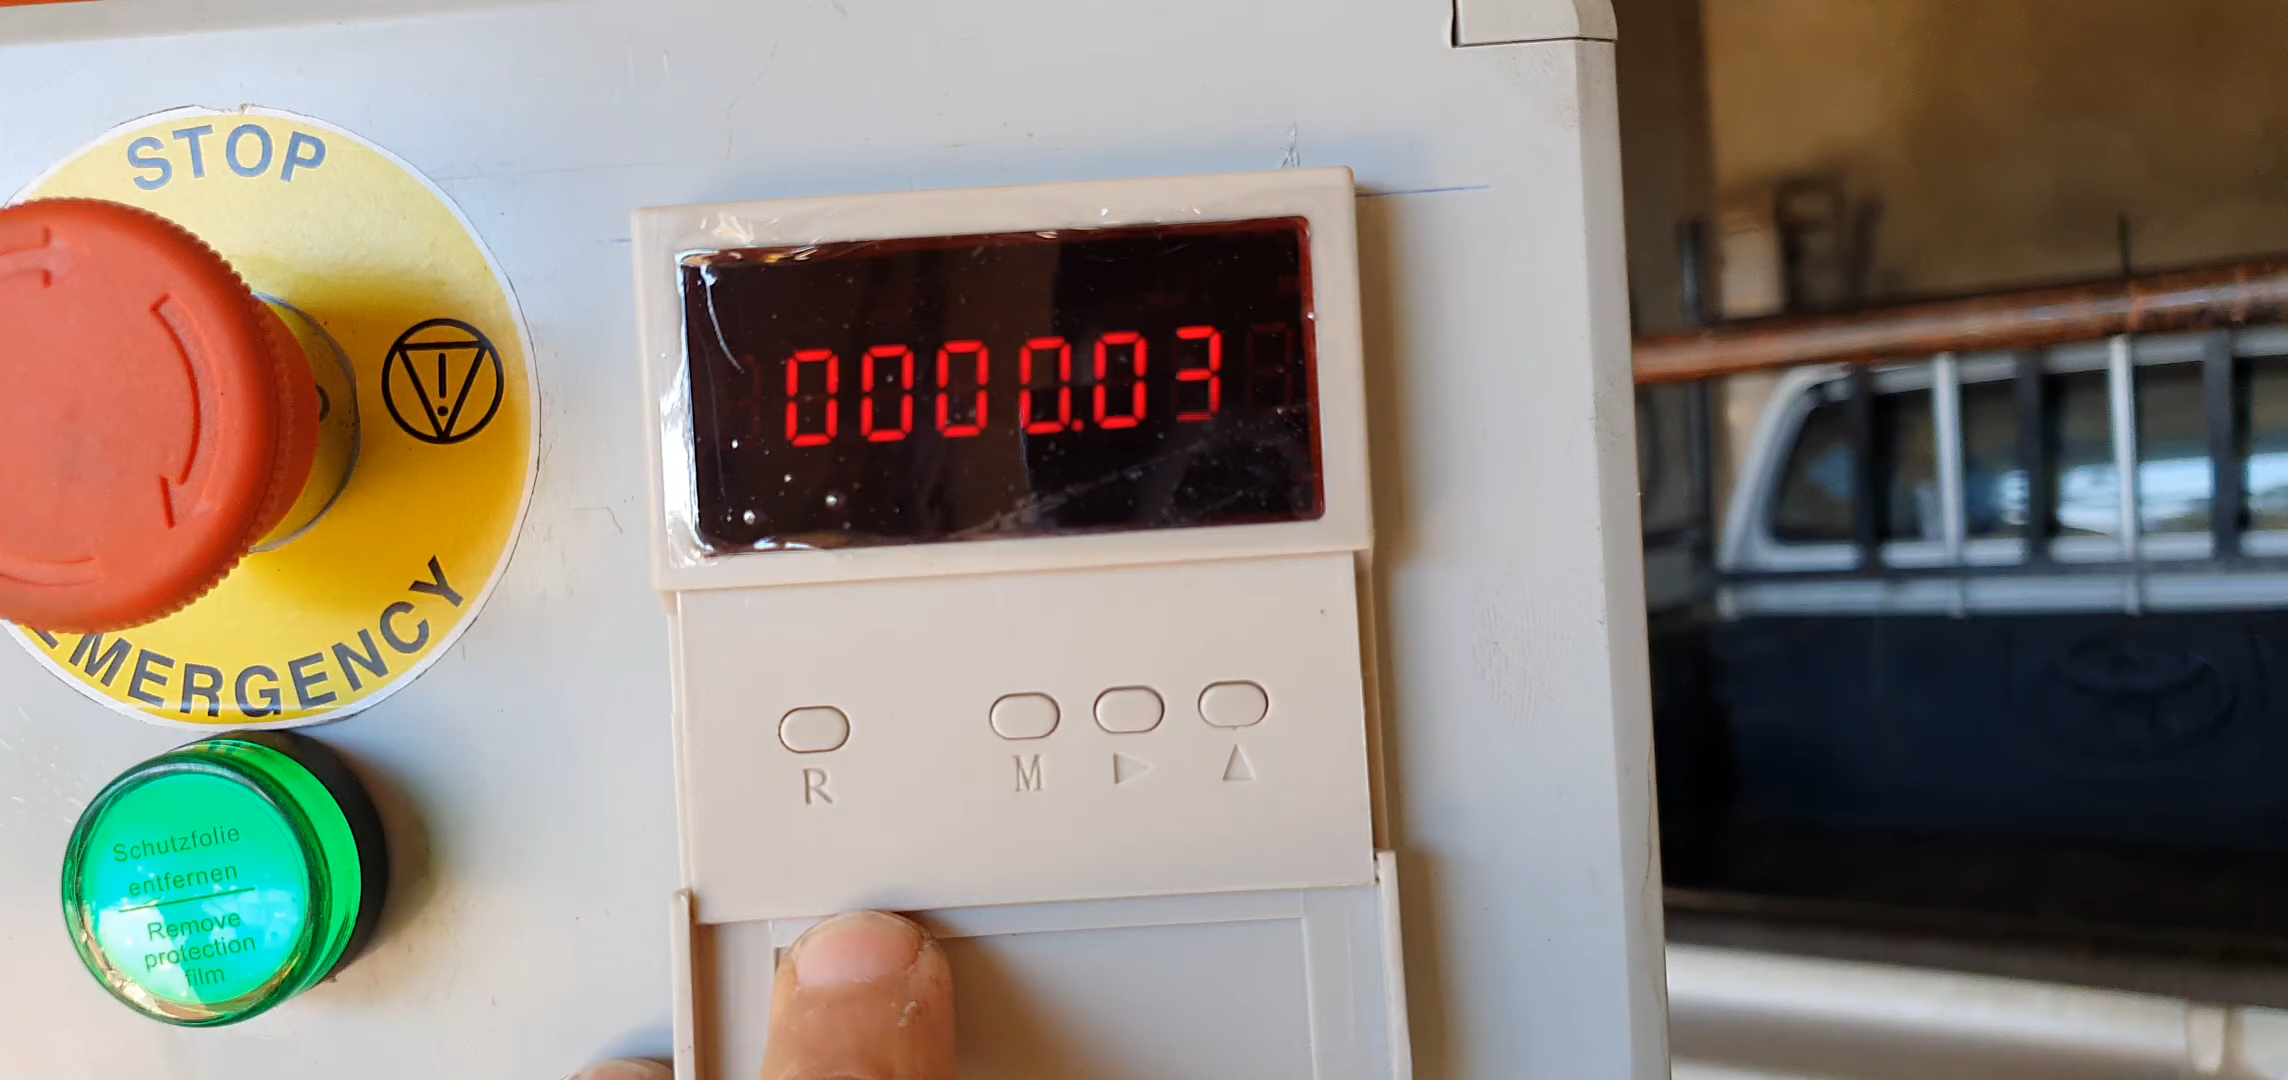 STOP
EMERGENCY
0000.03
R
M
Schutzfolie
entfernen
Remove
protection
film